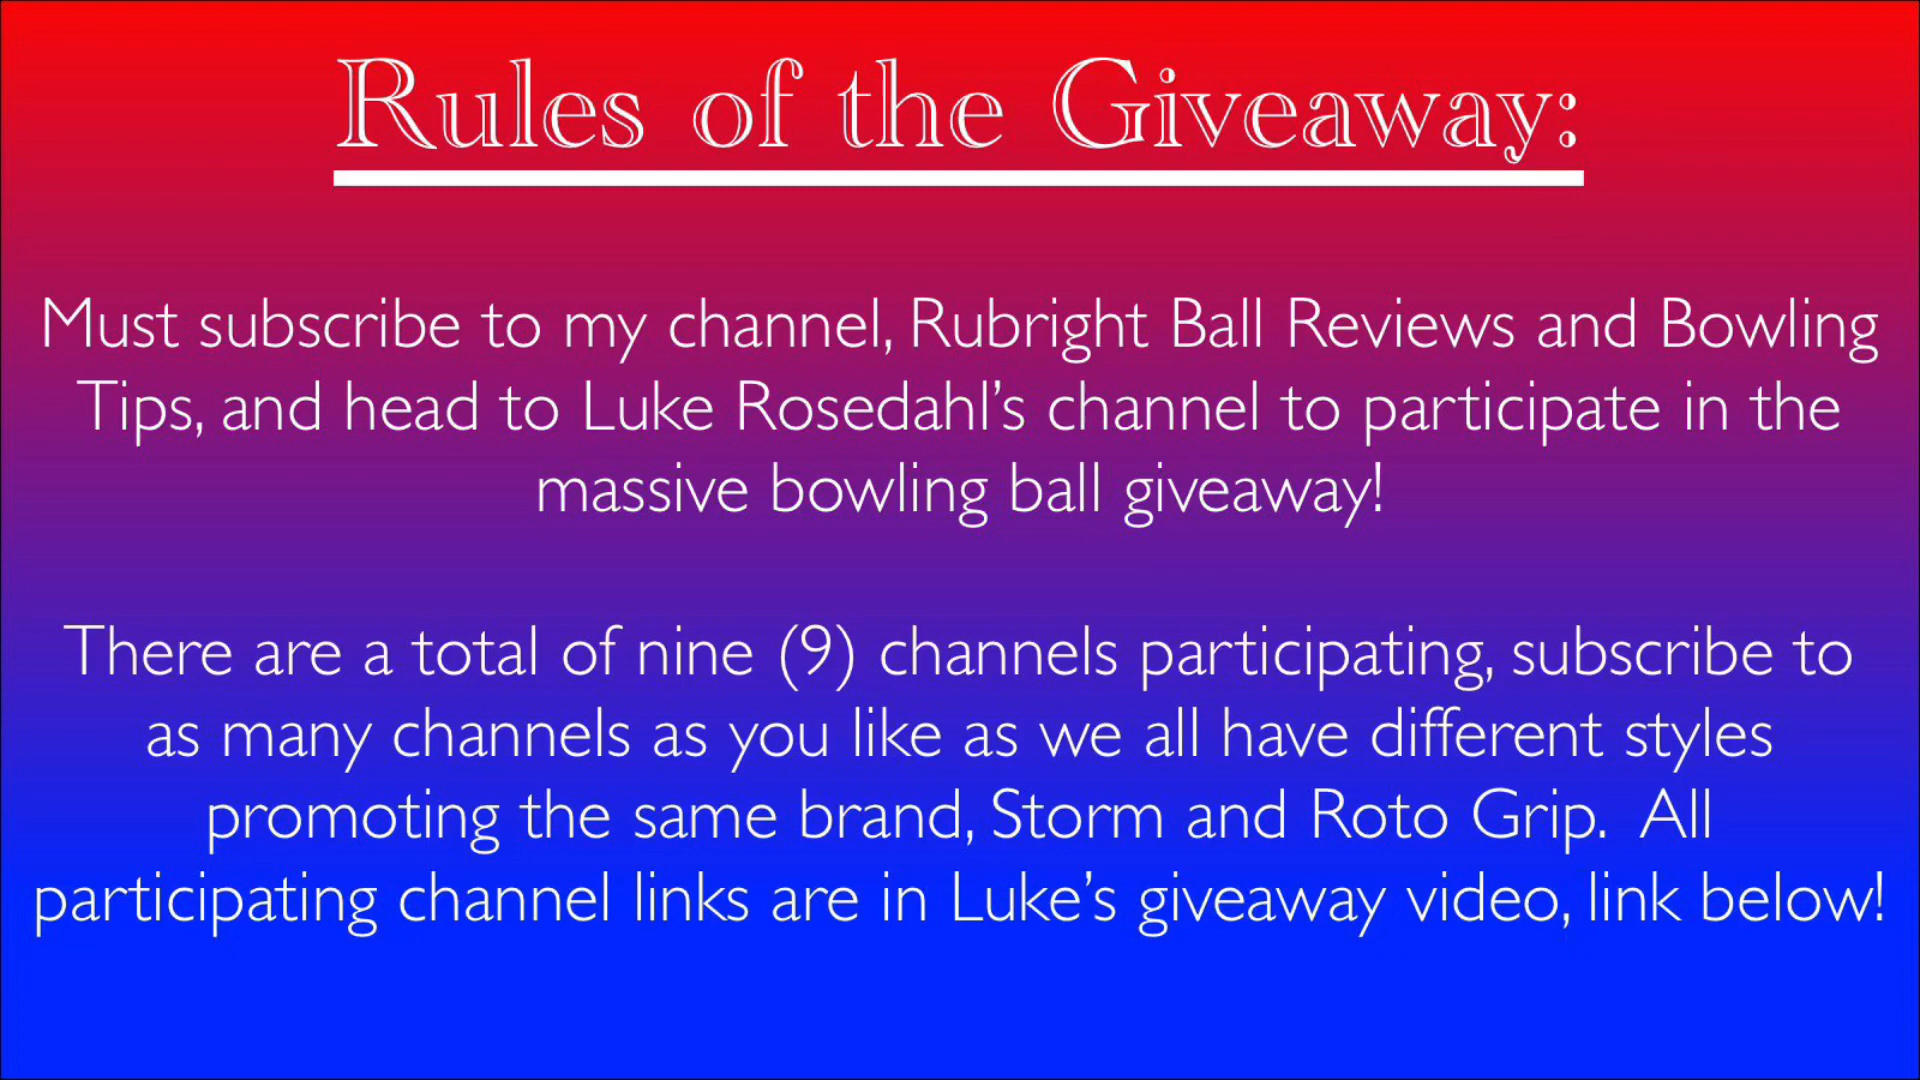 Rules of the Giveaway:
Must subscribe to my channel, Rubright Ball Reviews and Bowling
Tips, and head to Luke Rosedahl’s channel to participate in the
massive bowling ball giveaway!
There are a total of nine (9) channels participating, subscribe to
as many channels as you like as we all have different styles
promoting the same brand, Storm and Roto Grip.  All
participating channel links are in Luke’s giveaway video, link below!